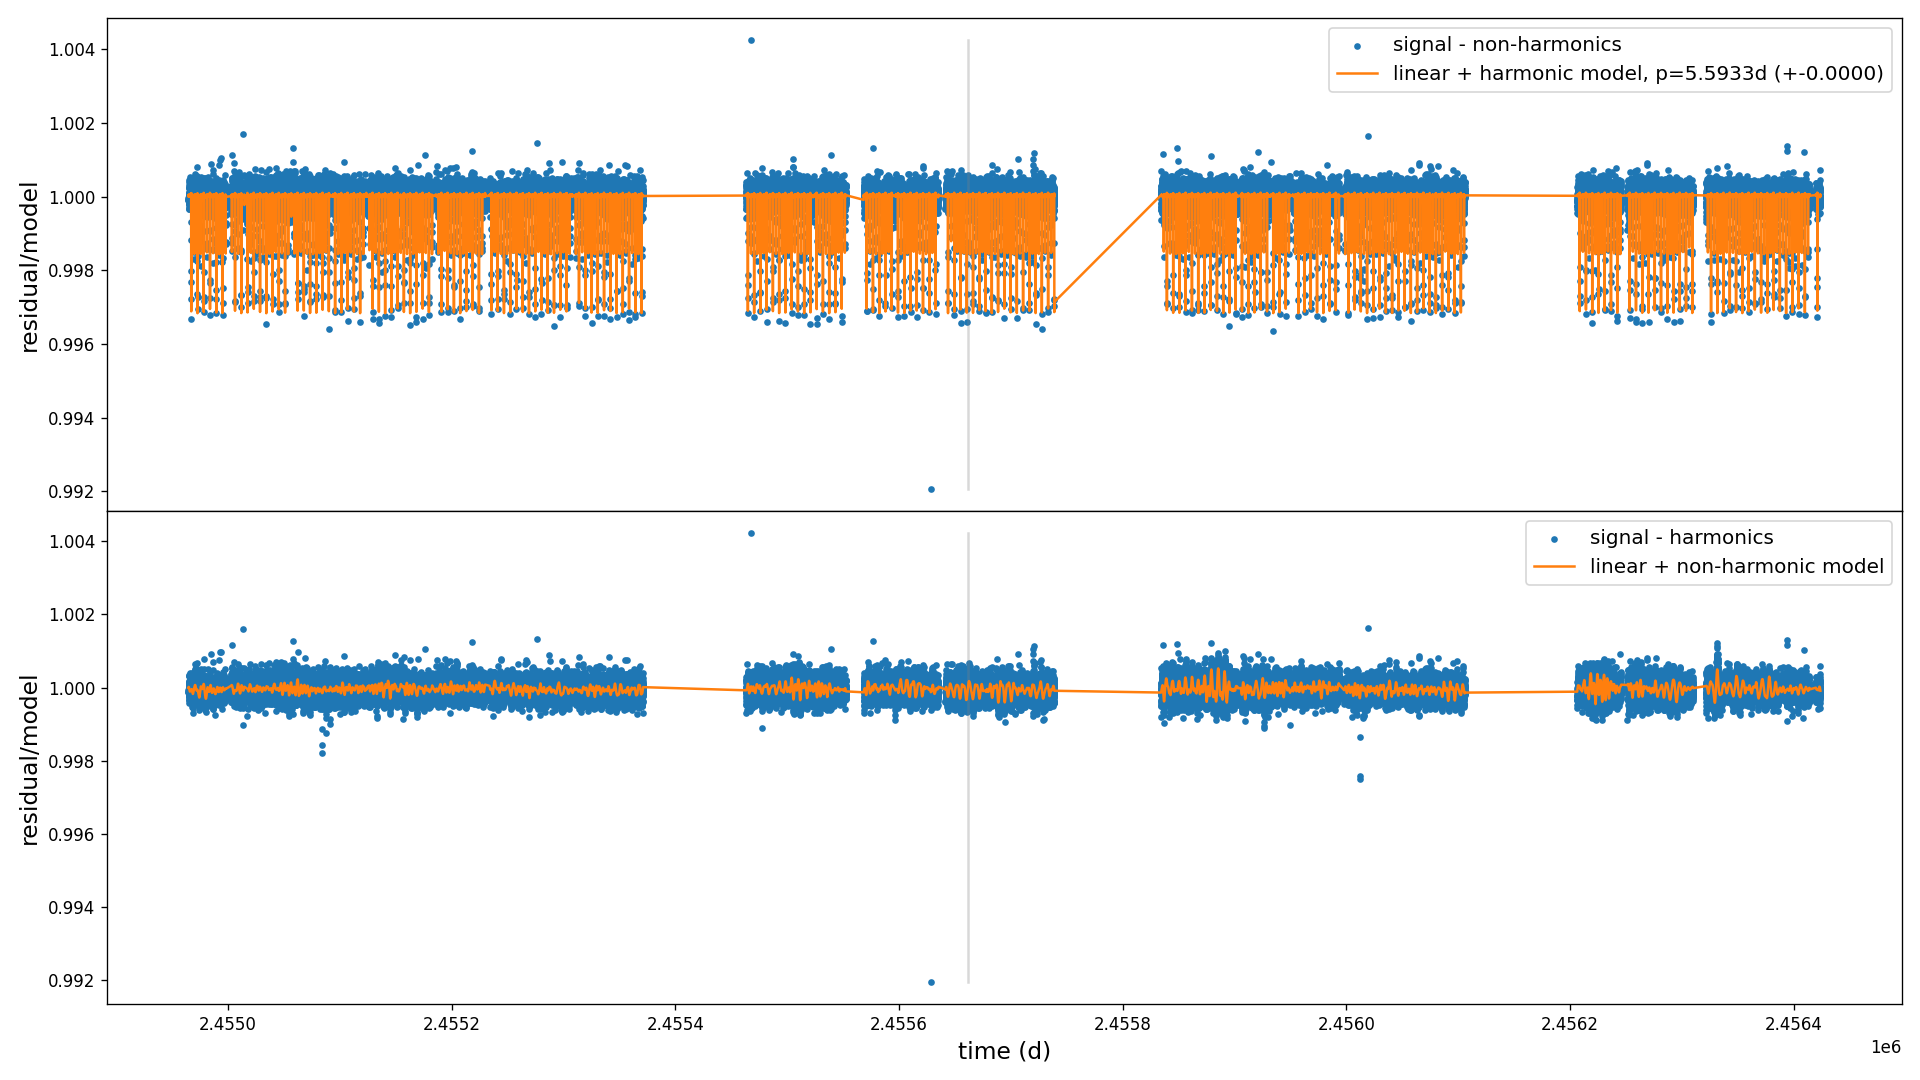 signal - non-harmonics
linear + harmonic model, p=5.5933d (+-0.0000)
1.004
1.002
1.000
0.998
0.996
0.994
0.992
residual/model
signal - harmonics
linear + non-harmonic model
1.004
1.002
1.000
0.998
0.996
0.994
0.992
residual/model
2.4550 2.4552 2.4554 2.4556 2.4558 2.4560 2.4562 2.4564
1e6
time (d)